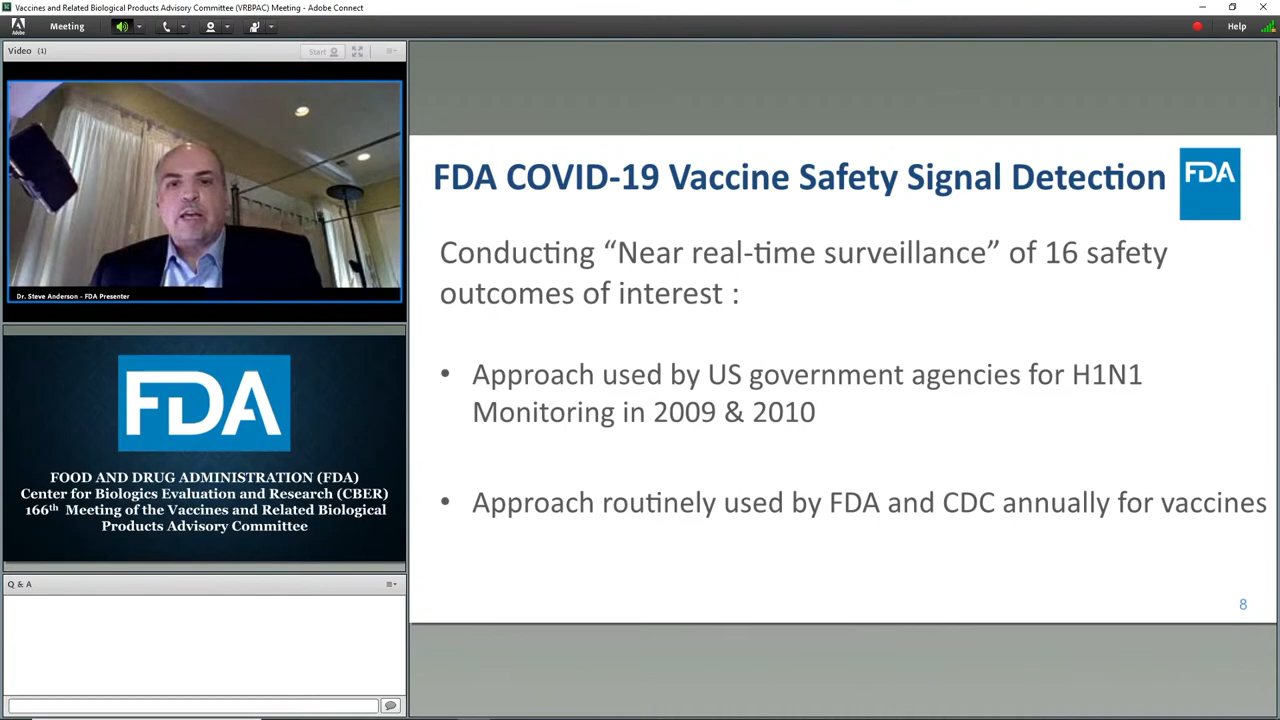 Vaccines and Related Biological Products Advisory Committee (VRBPAC) Meeting - Adobe Connect
Meeting
Help
Video (1)
Start
Dr. Steve Anderson - FDA Presenter
FDA
FOOD AND DRUG ADMINISTRATION (FDA)
Center for Biologics Evaluation and Research (CBER)
166th Meeting of the Vaccines and Related Biological
Products Advisory Committee
Q & A
FDA COVID-19 Vaccine Safety Signal Detection
FDA
Conducting “Near real-time surveillance” of 16 safety
outcomes of interest :
• Approach used by US government agencies for H1N1
Monitoring in 2009 & 2010
• Approach routinely used by FDA and CDC annually for vaccines
8